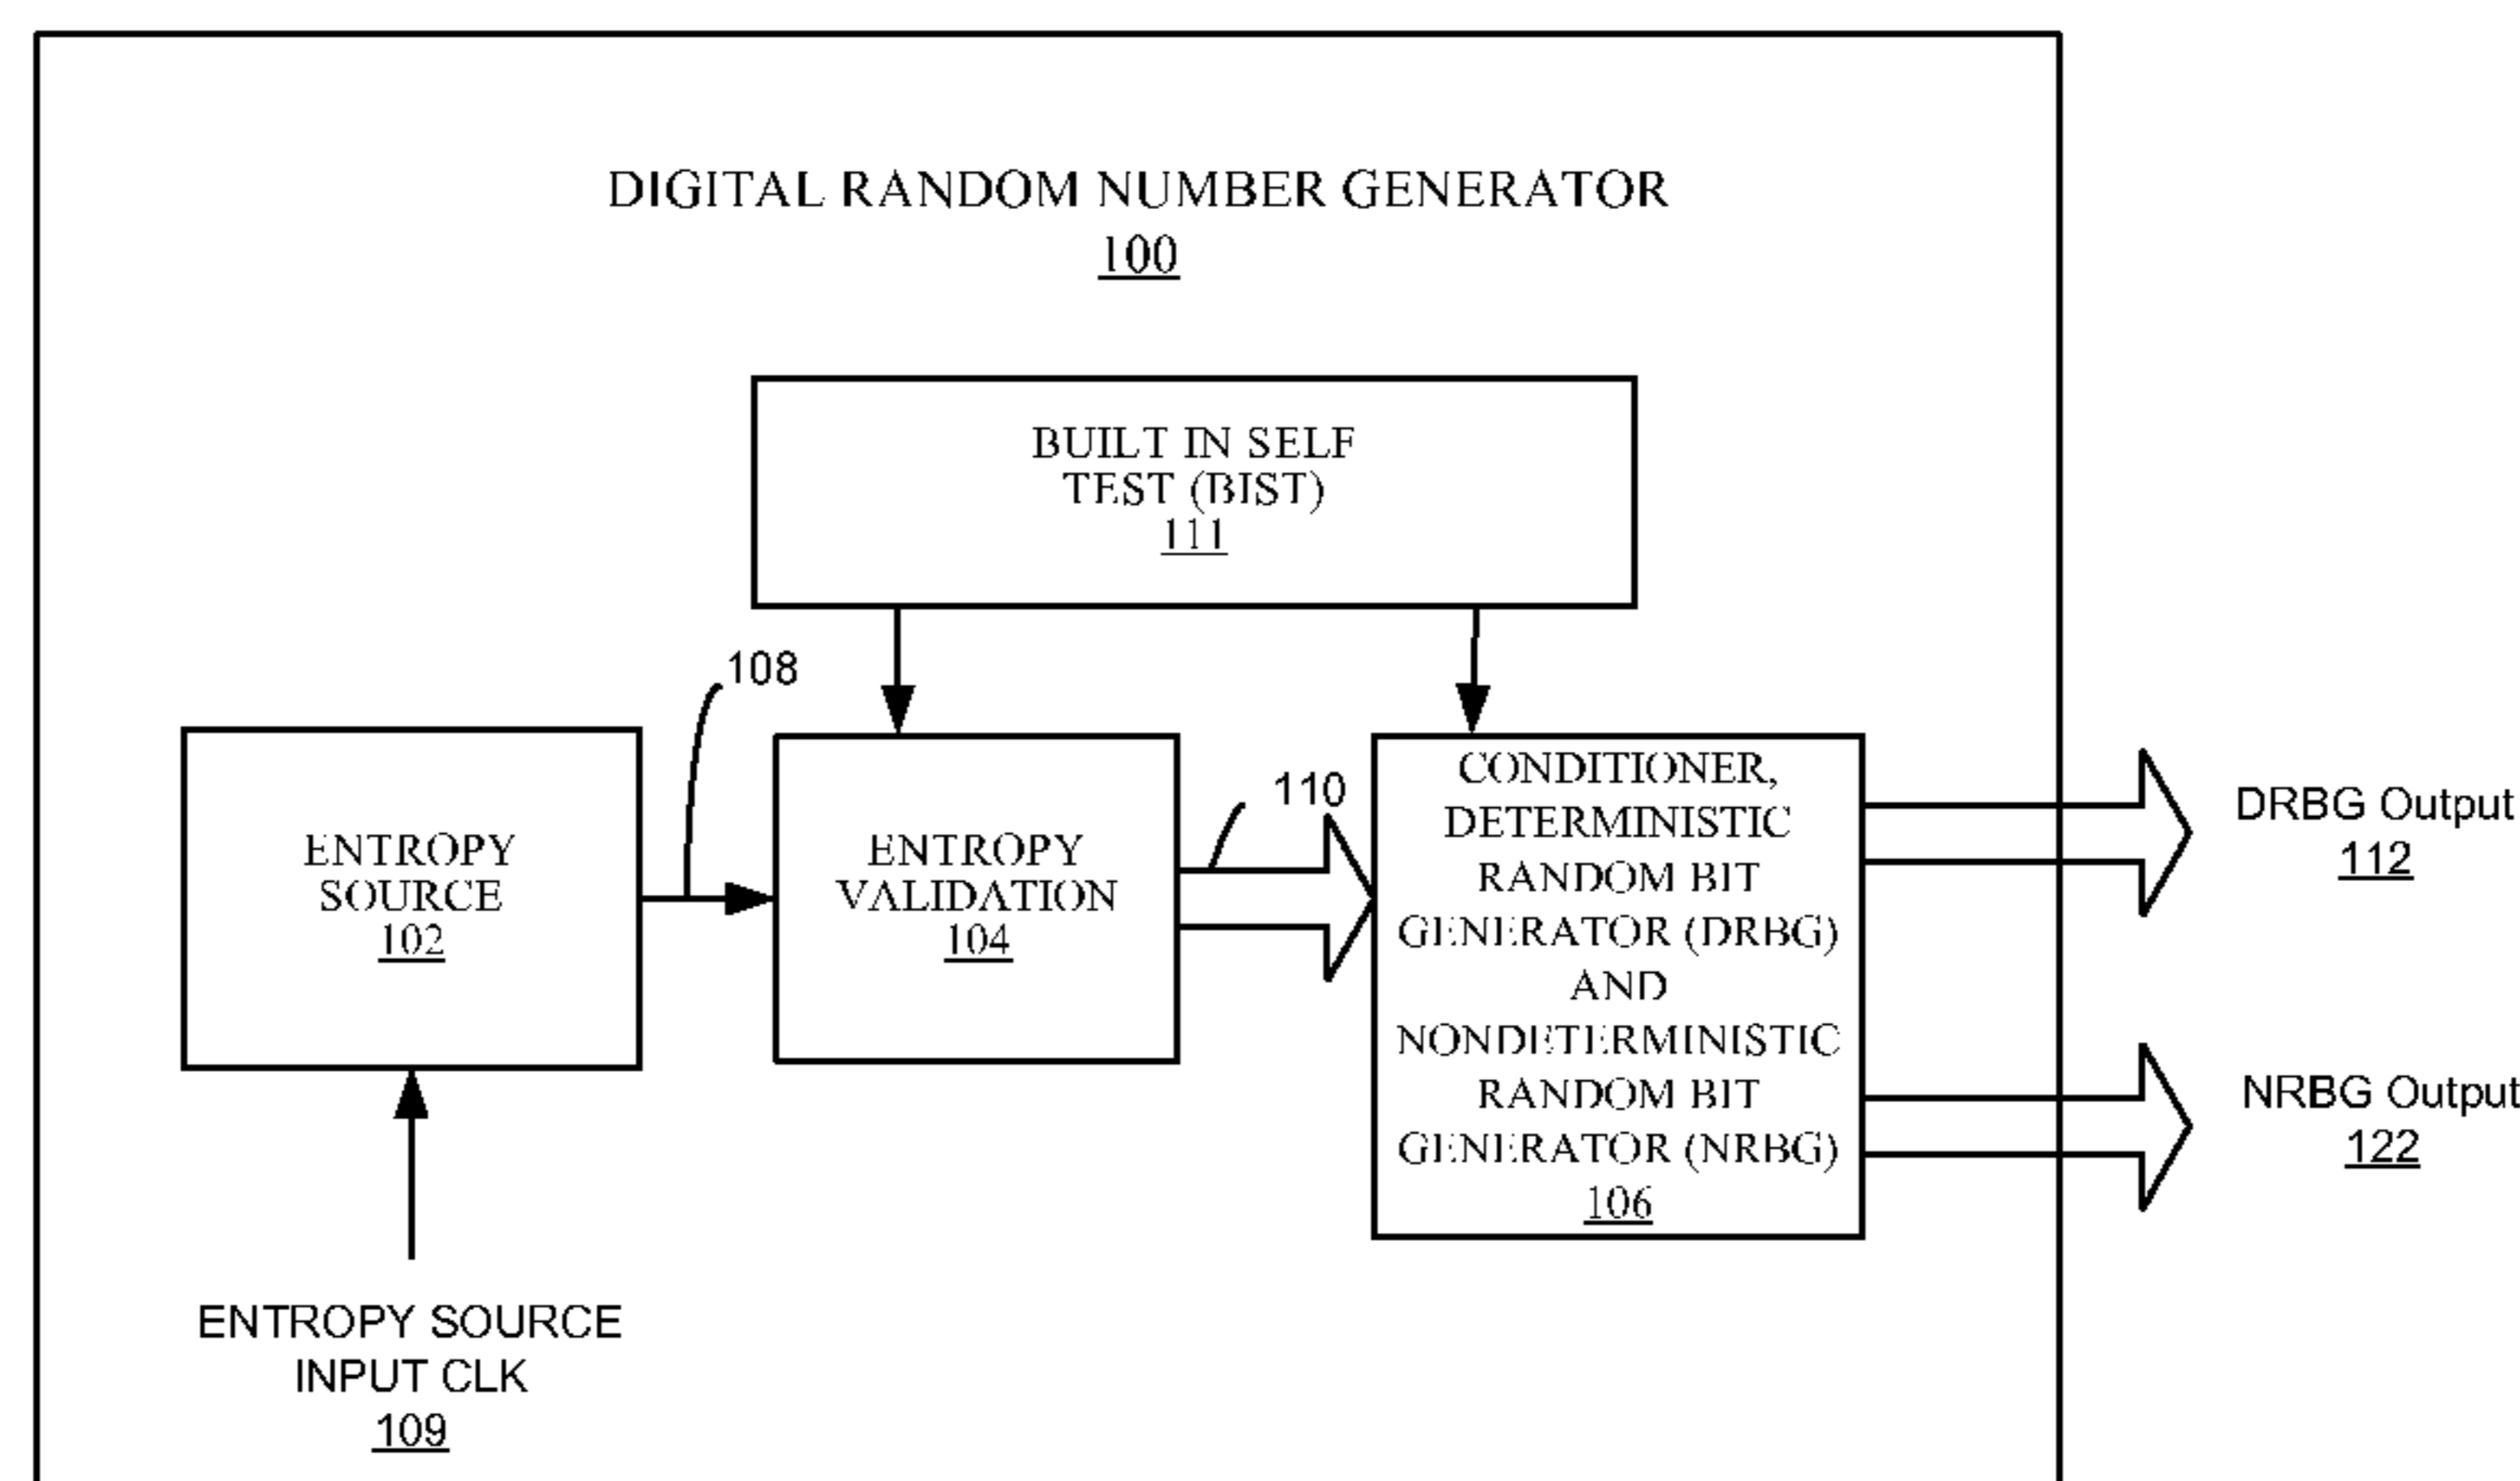 DIGITAL RANDOM NUMBER GENERATOR
100
BUILT IN SELF
TEST (BIST)
111
108
ENTROPY
SOURCE
102
ENTROPY
VALIDATION
104
110
CONDITIONER,
DETERMINISTIC
RANDOM BIT
GENERATOR (DRBG)
AND
NONDETERMINISTIC
RANDOM BIT
GENERATOR (NRBG)
106
DRBG Output
112
NRBG Output
122
ENTROPY SOURCE
INPUT CLK
109